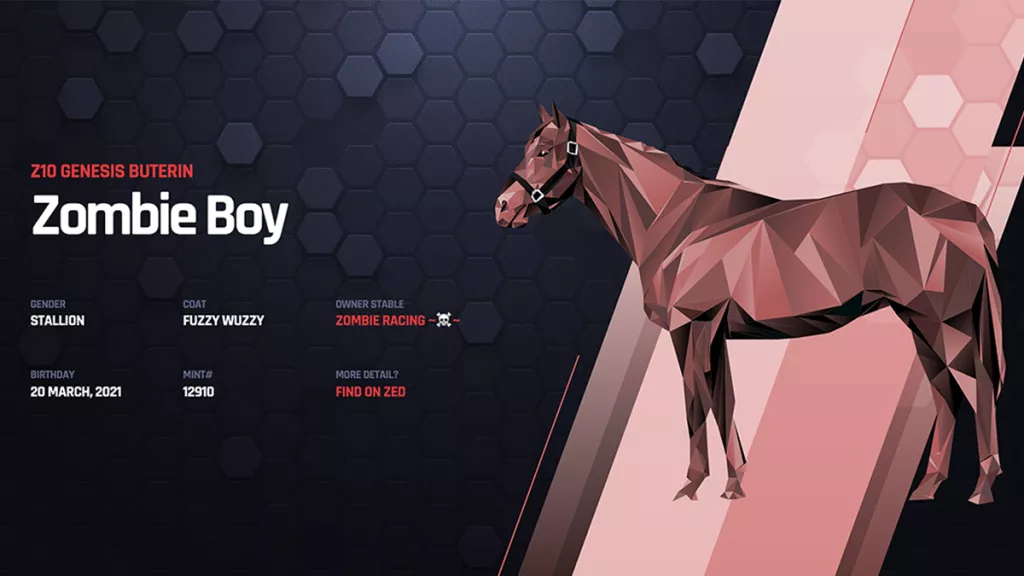 Z10 GENESIS BUTERIN
Zombie Boy
GENDER
STALLION
COAT
FUZZY WUZZY
OWNER STABLE
ZOMBIE RACING ~☠~
BIRTHDAY
20 MARCH, 2021
MINT#
12910
MORE DETAIL?
FIND ON ZED